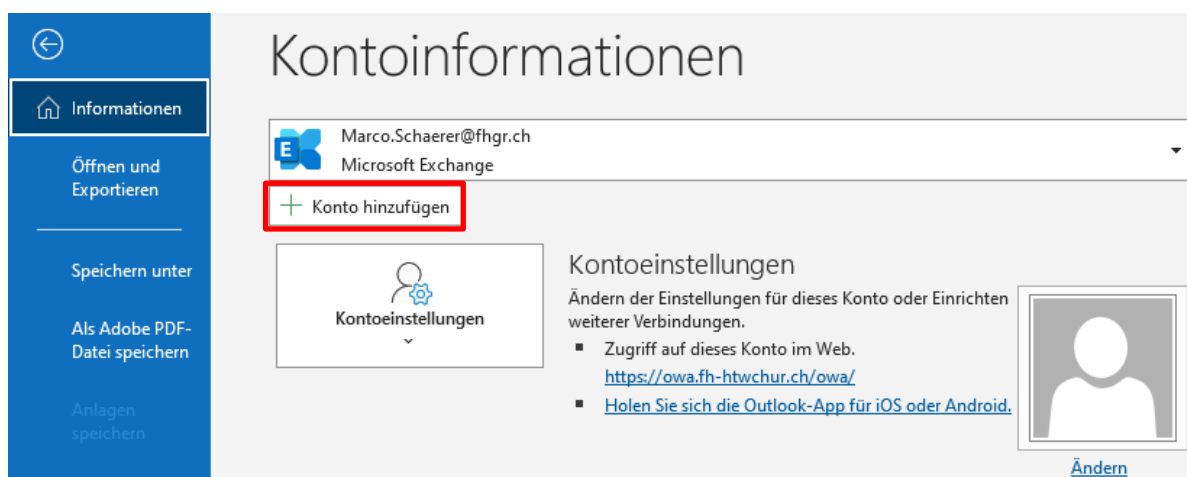 Kontoinformationen
Informationen
Öffnen und
Exportieren
Speichern unter
Als Adobe PDF-
Datei speichern
Anlagen
speichern
E
Marco.Schaerer@fhgr.ch
Microsoft Exchange
Konto hinzufügen
Kontoeinstellungen
Kontoeinstellungen
Ändern der Einstellungen für dieses Konto oder Einrichten
weiterer Verbindungen.
Zugriff auf dieses Konto im Web.
https://owa.fh-htwchur.ch/owa/
Holen Sie sich die Outlook-App für iOS oder Android.
Ändern